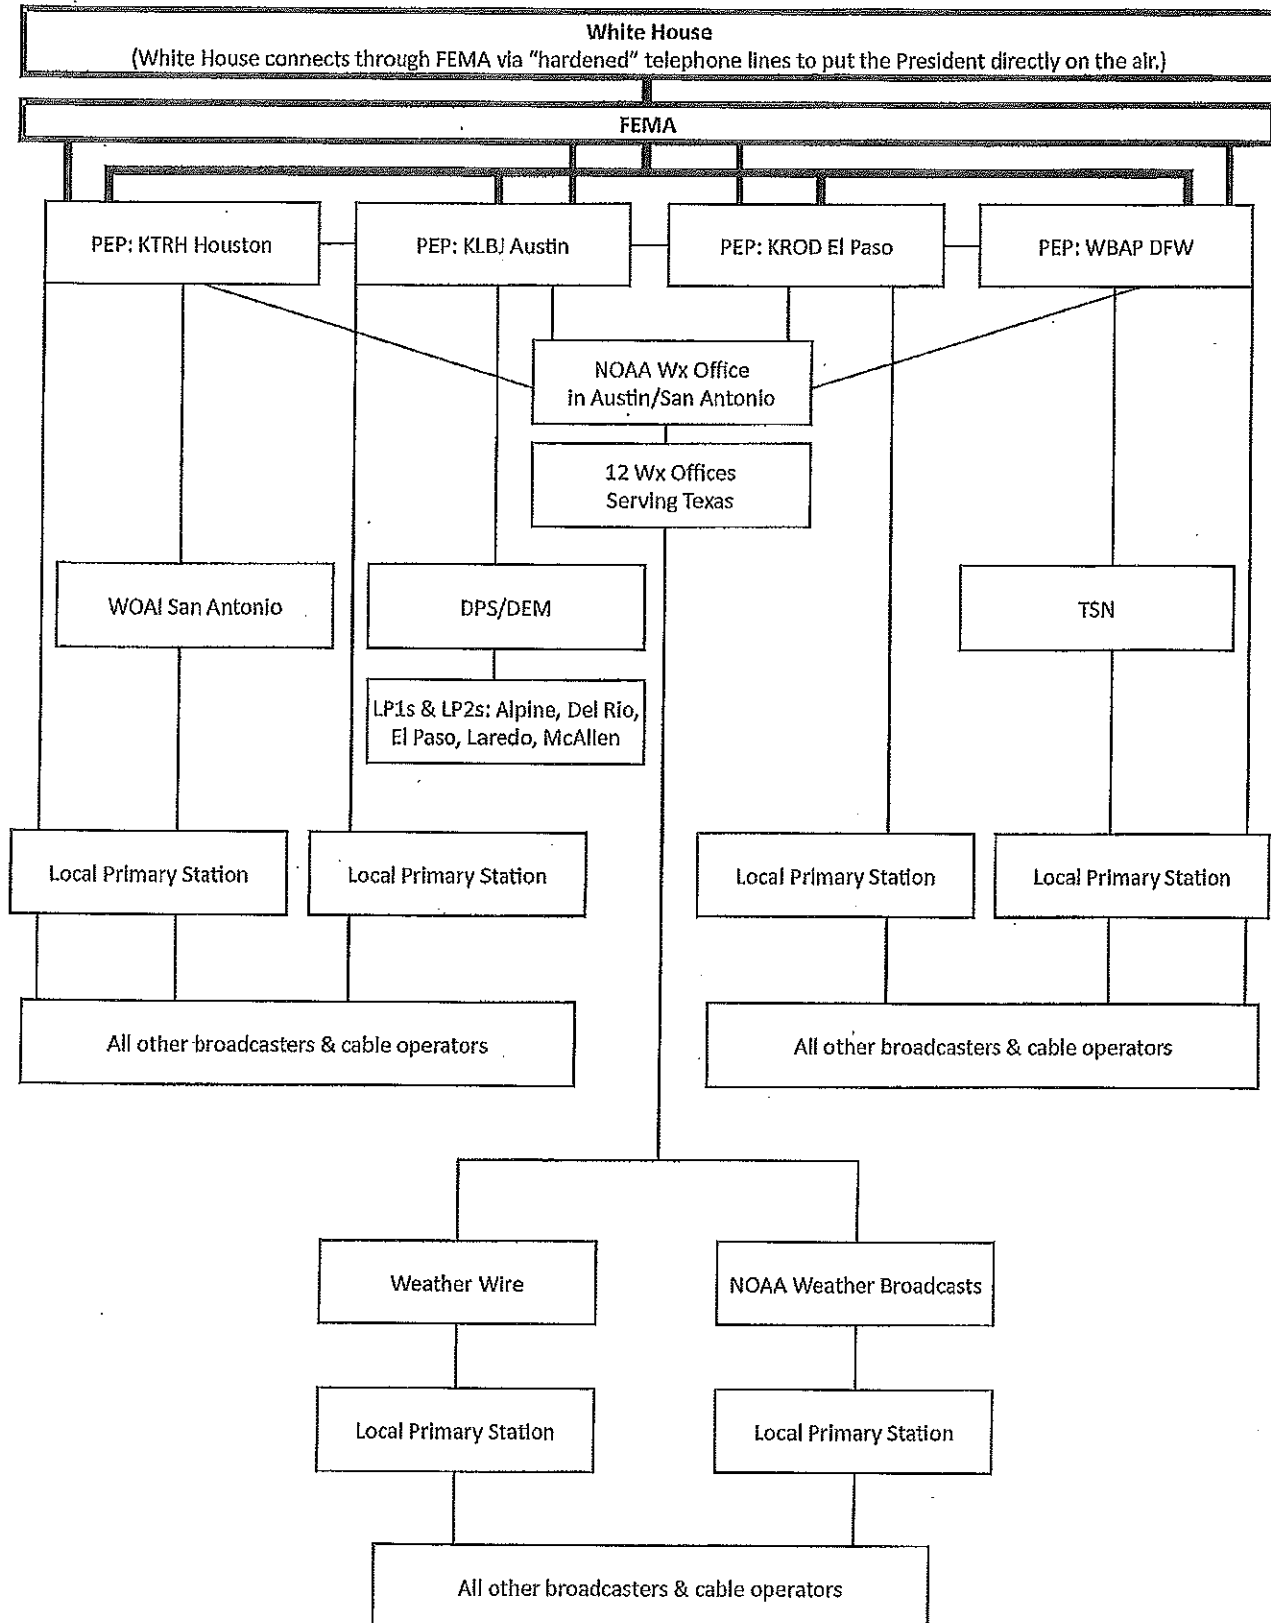 White House
(White House connects through FEMA via "hardened" telephone lines to put the President directly on the air.)
FEMA
PEP: KTRH Houston
PEP: KLBJ Austin
PEP: KROD El Paso
PEP: WBAP DFW
NOAA Wx Office
in Austin/San Antonio
12 Wx Offices
Serving Texas
WOAI San Antonio
DPS/DEM
TSN
LP1s & LP2s: Alpine, Del Rio,
El Paso, Laredo, McAllen
Local Primary Station
Local Primary Station
Local Primary Station
Local Primary Station
All other broadcasters & cable operators
All other broadcasters & cable operators
Weather Wire
NOAA Weather Broadcasts
Local Primary Station
Local Primary Station
All other broadcasters & cable operators